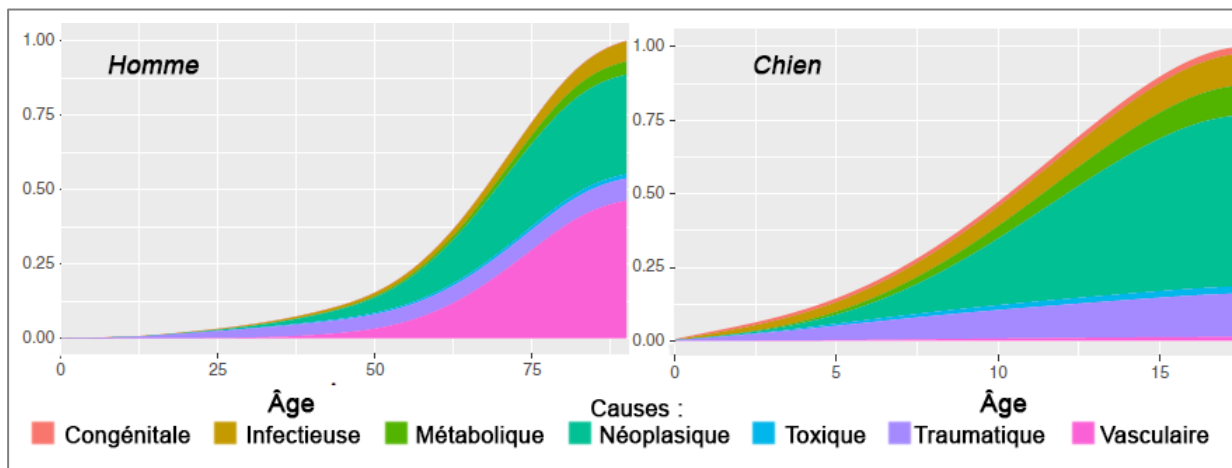 Homme
1.00
0.75
0.50
0.25
0.00
0
25
50
75
Âge
Chien
1.00
0.75
0.50
0.25
0.00
0
5
10
15
Âge
Causes :
Congénitale
Infectieuse
Métabolique
Néoplasique
Toxique
Traumatique
Vasculaire